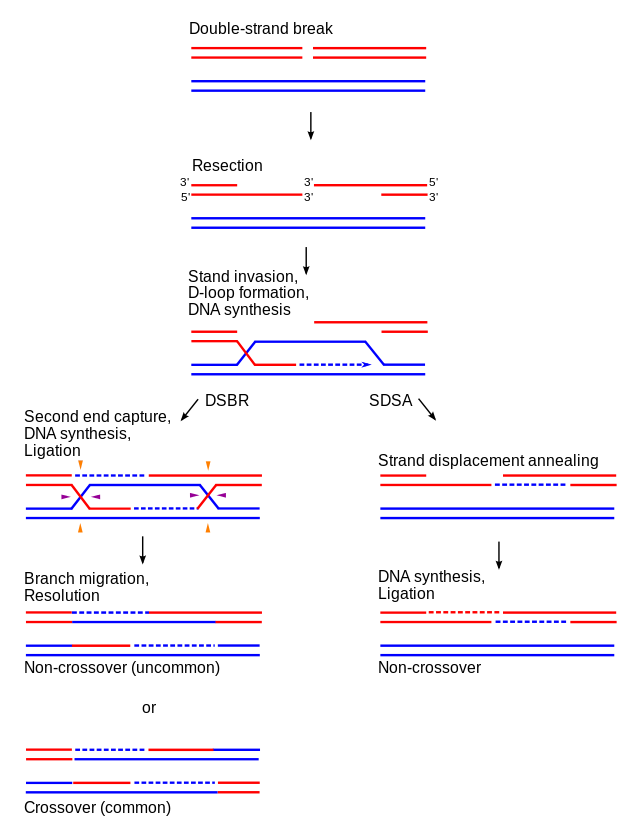 Double-strand break
Resection
3' 3' 5'
5' 3' 3'
Stand invasion,
D-loop formation,
DNA synthesis
DSBR
SDSA
Second end capture,
DNA synthesis,
Ligation
Strand displacement annealing
Branch migration,
Resolution
DNA synthesis,
Ligation
Non-crossover (uncommon)
Non-crossover
or
Crossover (common)